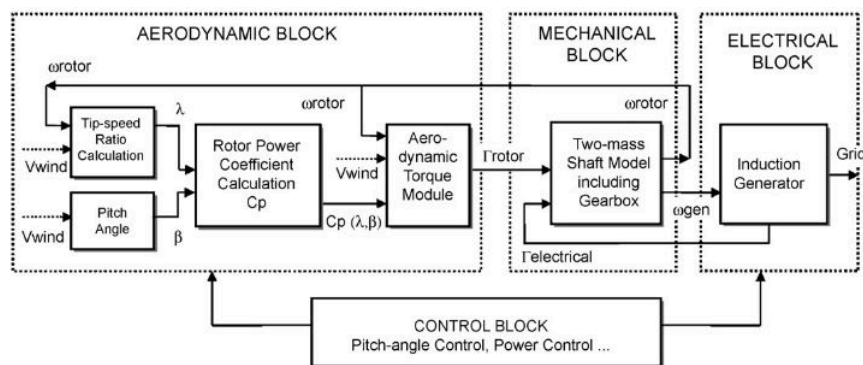 AERODYNAMIC BLOCK
MECHANICAL
BLOCK
ELECTRICAL
BLOCK
ωrotor
ωrotor
ωrotor
Tip-speed
Ratio
Calculation
λ
Vwind
Rotor Power
Coefficient
Calculation
Cp
Vwind
Aero-
dynamic
Torque
Module
Γrotor
Two-mass
Shaft Model
including
Gearbox
Induction
Generator
Grid
Pitch
Angle
Vwind
β
Cp (λ,β)
ωgen
Γelectrical
CONTROL BLOCK
Pitch-angle Control, Power Control ...